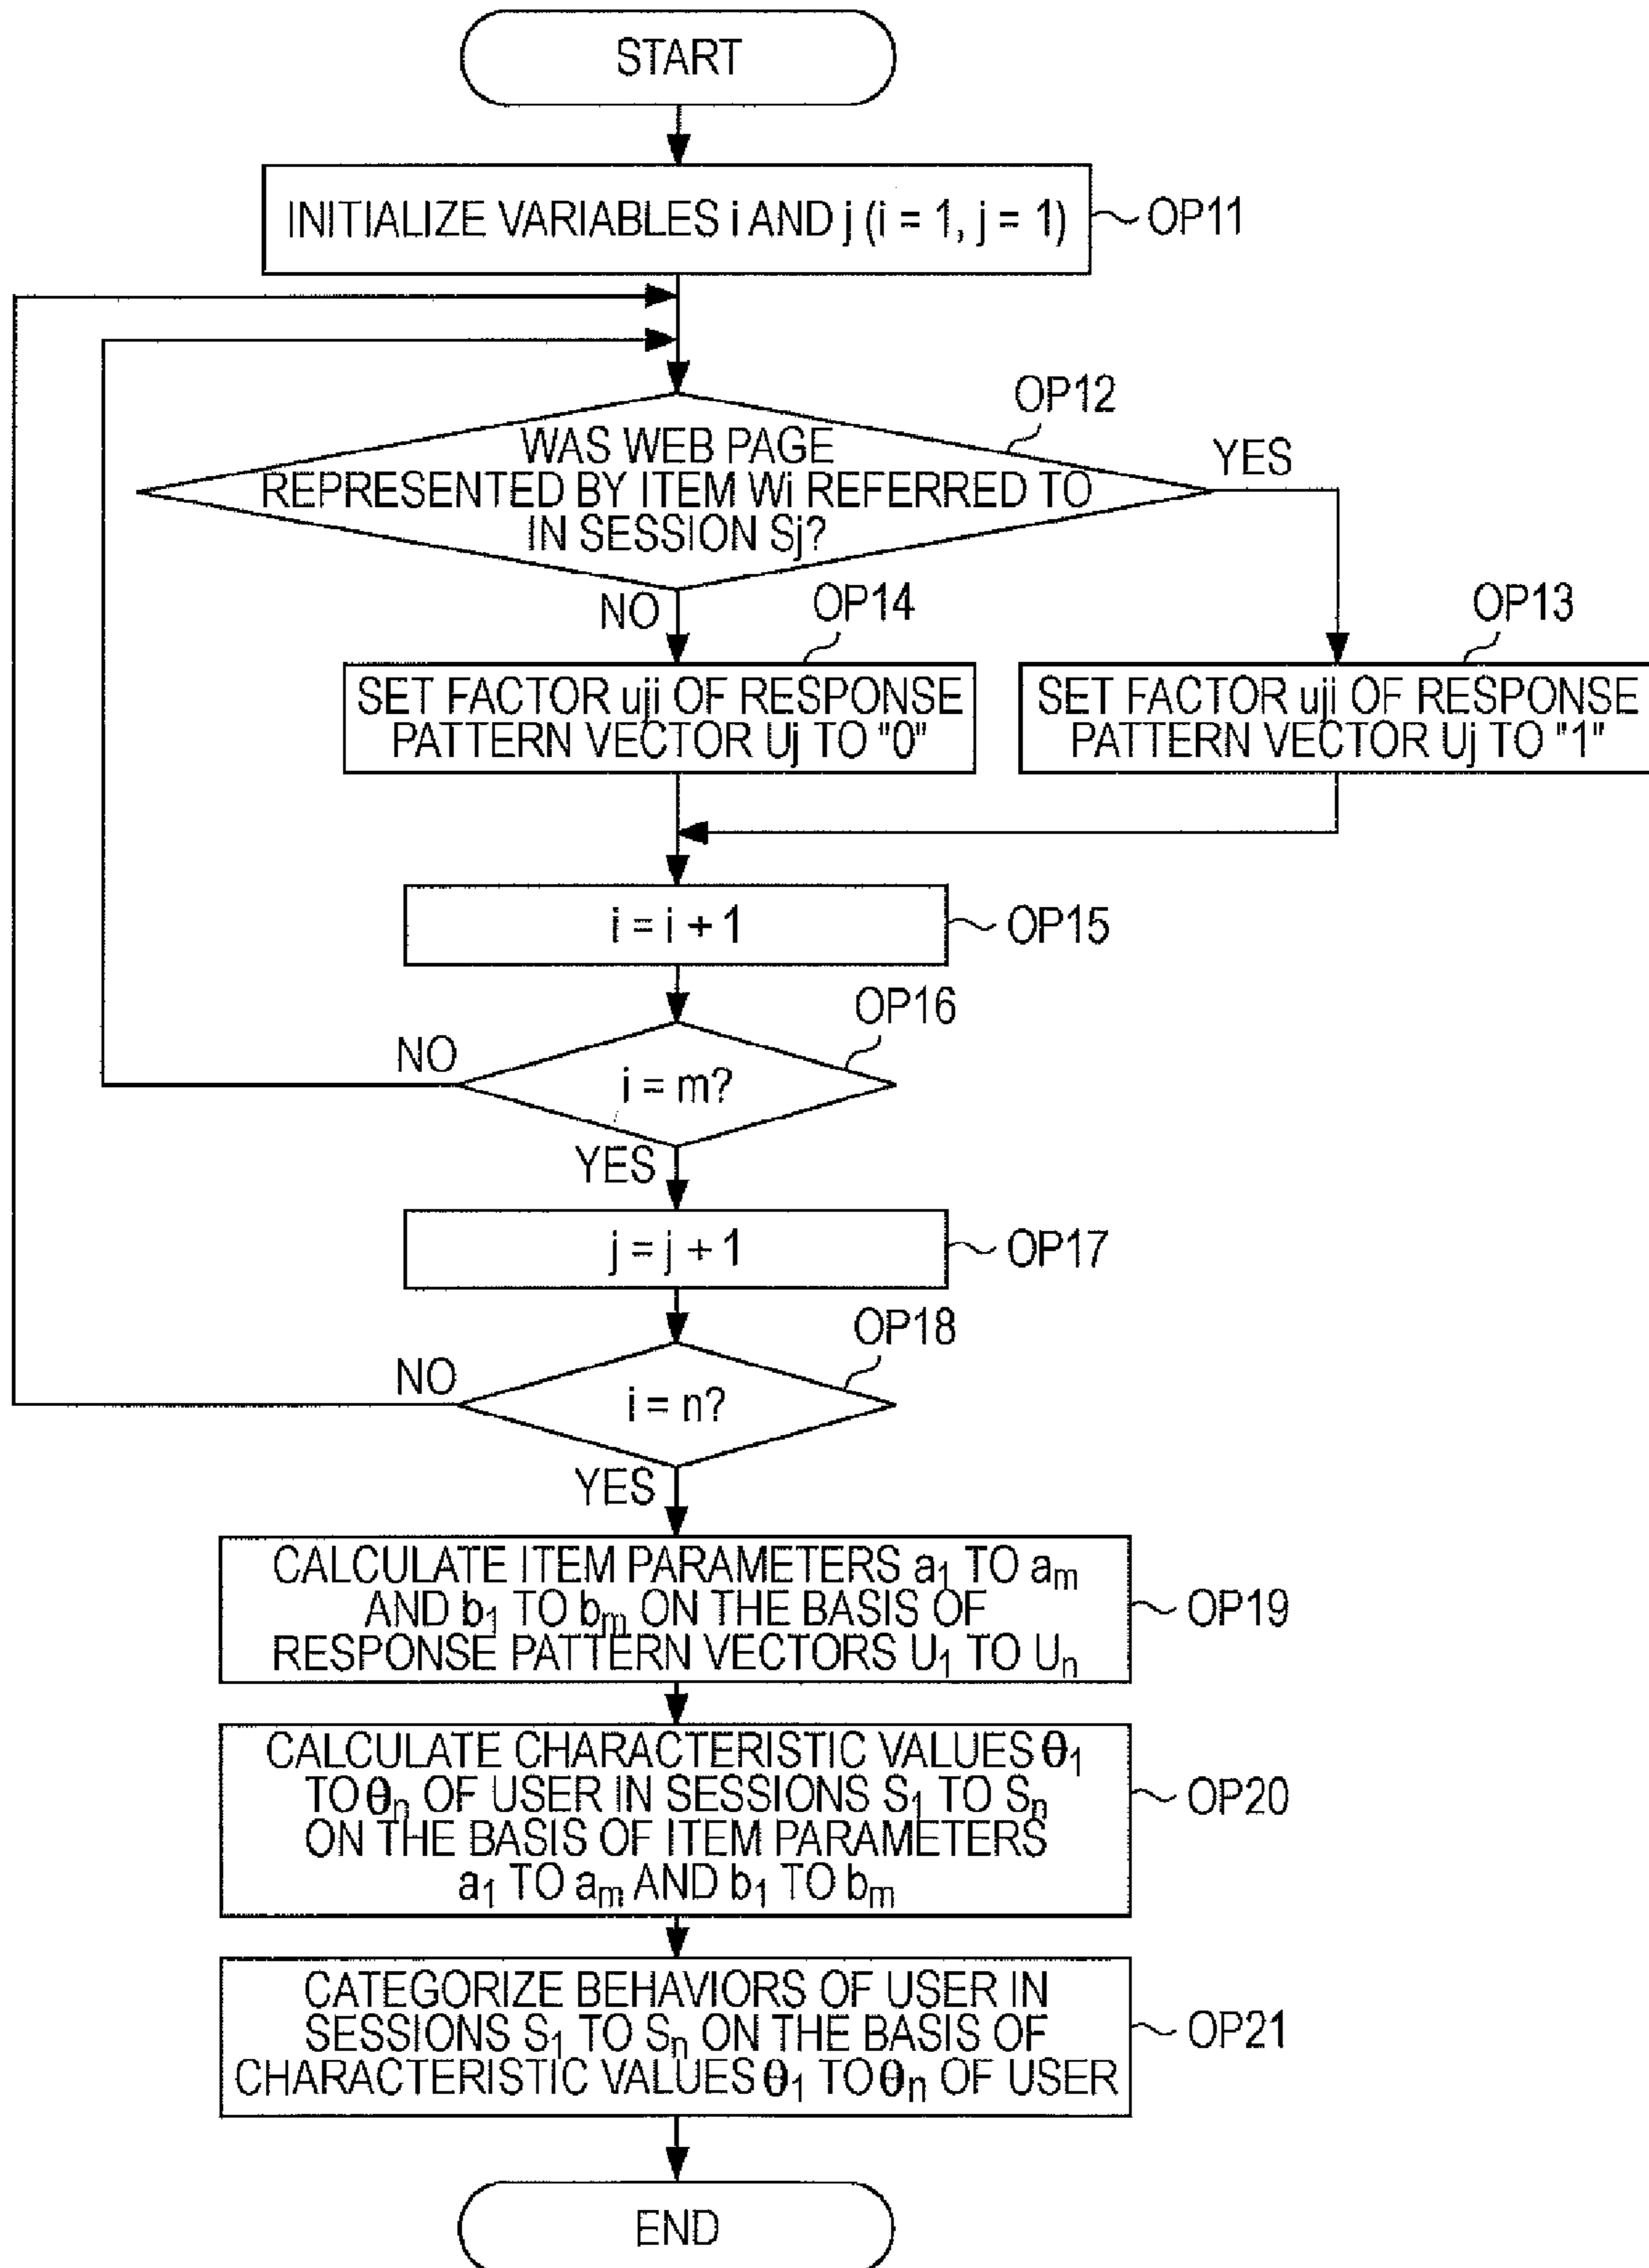 START
INITIALIZE VARIABLES i AND j (i = 1, j = 1)
OP11
OP12
WAS WEB PAGE
REPRESENTED BY ITEM Wi REFERRED TO
IN SESSION Sj?
YES
NO
OP14
OP13
SET FACTOR uji OF RESPONSE
PATTERN VECTOR Uj TO "0"
SET FACTOR uji OF RESPONSE
PATTERN VECTOR Uj TO "1"
i = i + 1
OP15
OP16
NO
i = m?
YES
j = j + 1
OP17
OP18
NO
i = n?
YES
CALCULATE ITEM PARAMETERS a₁ TO aₘ
AND b₁ TO bₘ ON THE BASIS OF
RESPONSE PATTERN VECTORS U₁ TO Uₙ
OP19
CALCULATE CHARACTERISTIC VALUES θ₁
TO θₙ OF USER IN SESSIONS S₁ TO Sₙ
ON THE BASIS OF ITEM PARAMETERS
a₁ TO aₘ AND b₁ TO bₘ
OP20
CATEGORIZE BEHAVIORS OF USER IN
SESSIONS S₁ TO Sₙ ON THE BASIS OF
CHARACTERISTIC VALUES θ₁ TO θₙ OF USER
OP21
END